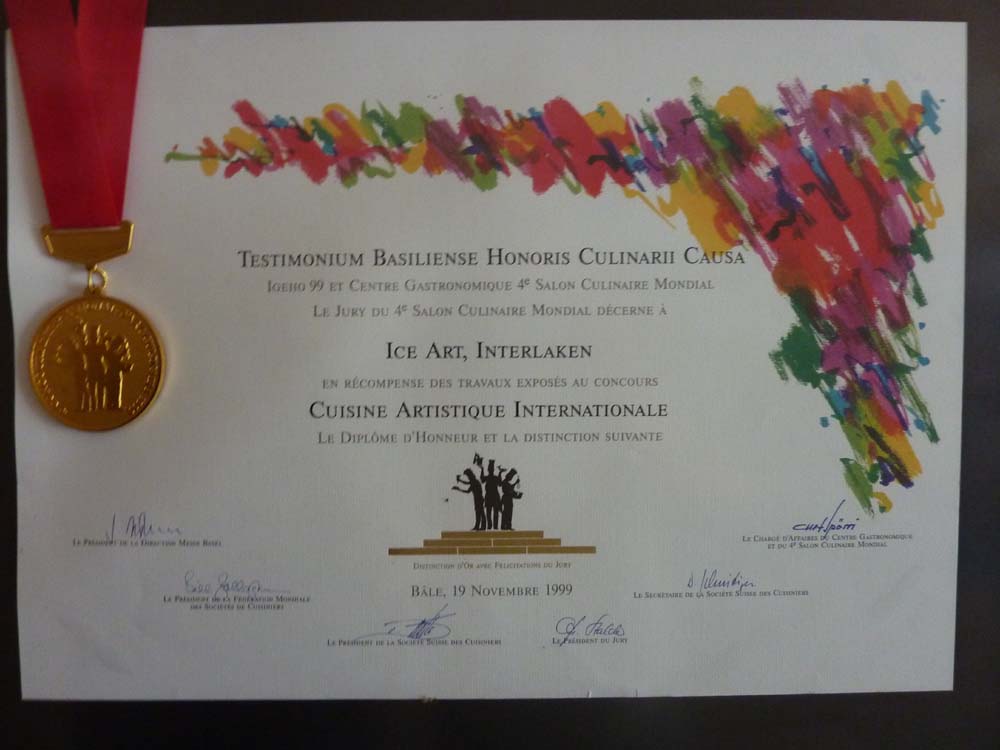 Testimonium Basiliense Honoris Culinarii Causa
Igeho 99 et Centre Gastronomique 4e Salon Culinaire Mondial
Le Jury du 4e Salon Culinaire Mondial décerne à
Ice Art, Interlaken
en récompense des travaux exposés au concours
Cuisine Artistique Internationale
Le Diplôme d'Honneur et la distinction suivante
Distinction d'Or avec Felicitations du Jury
Bâle, 19 Novembre 1999
Le Président de la Direction Messe Basel
Le Chargé d'Affaires du Centre Gastronomique
et du 4e Salon Culinaire Mondial
Le Président de la Fédération Mondiale
des Sociétés de Cuisiniers
Le Secrétaire de la Société Suisse des Cuisiniers
Le Président de la Société Suisse des Cuisiniers
Le Président du Jury